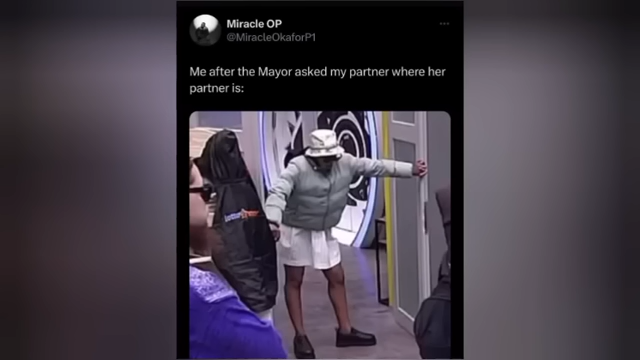 Miracle OP
@MiracleOkaforP1
Me after the Mayor asked my partner where her
partner is: